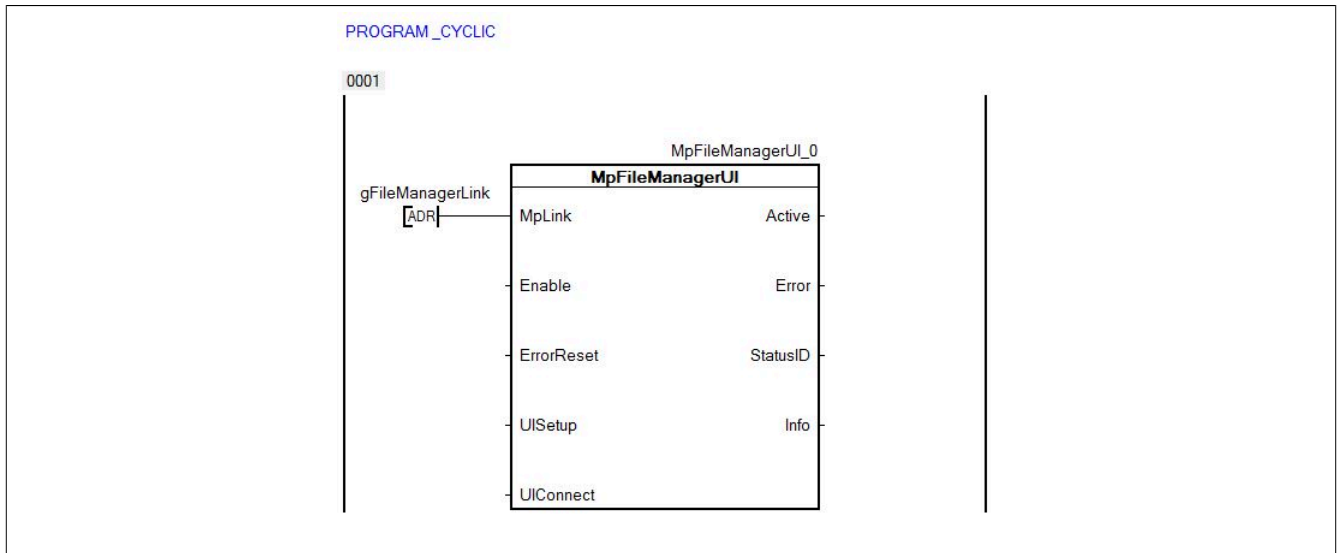 PROGRAM _CYCLIC
0001
MpFileManagerUI_0
MpFileManagerUI
gFileManagerLink
ADR
MpLink Active
Enable Error
ErrorReset StatusID
UISetup Info
UIConnect